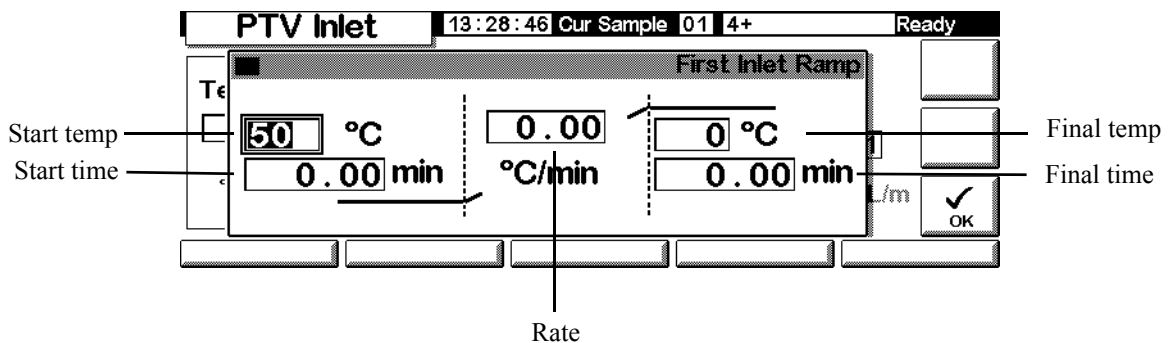 PTV Inlet 13:28:46 Cur Sample 01 4+ Ready
First Inlet Ramp
Te
Start temp 50 °C 0.00 0 °C Final temp
Start time 0.00 min °C/min 0.00 min Final time
L/m
OK
Rate